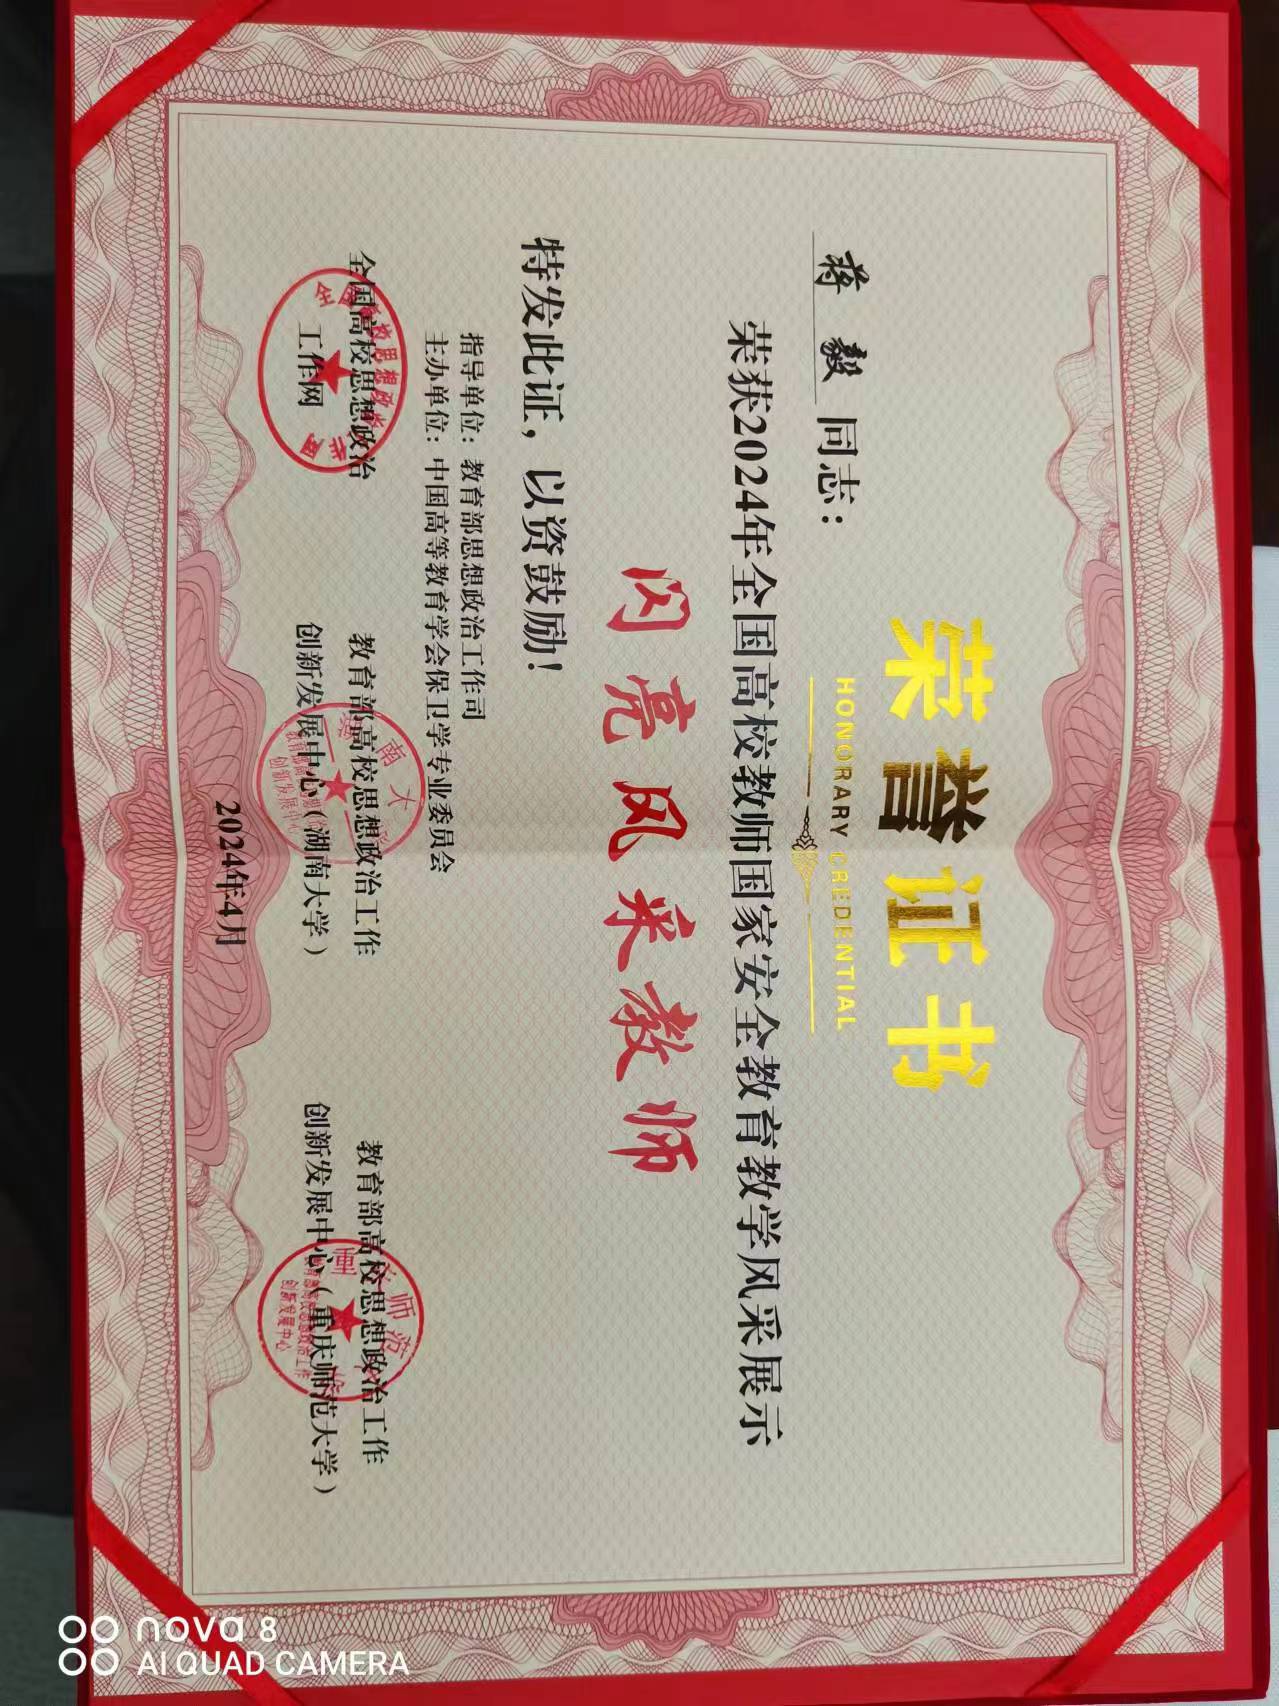 荣誉证书
HONORARY CREDENTIAL
蒋毅同志：
荣获2024年全国高校教师国家安全教育教学风采展示
闪亮风采教师
特发此证，以资鼓励！
指导单位：教育部思想政治工作司
主办单位：中国高等教育学会保卫学专业委员会
全国高校思想政治
工作网
教育部高校思想政治工作
创新发展中心（湖南大学）
教育部高校思想政治工作
创新发展中心（重庆师范大学）
2024年4月
nova 8
AI QUAD CAMERA